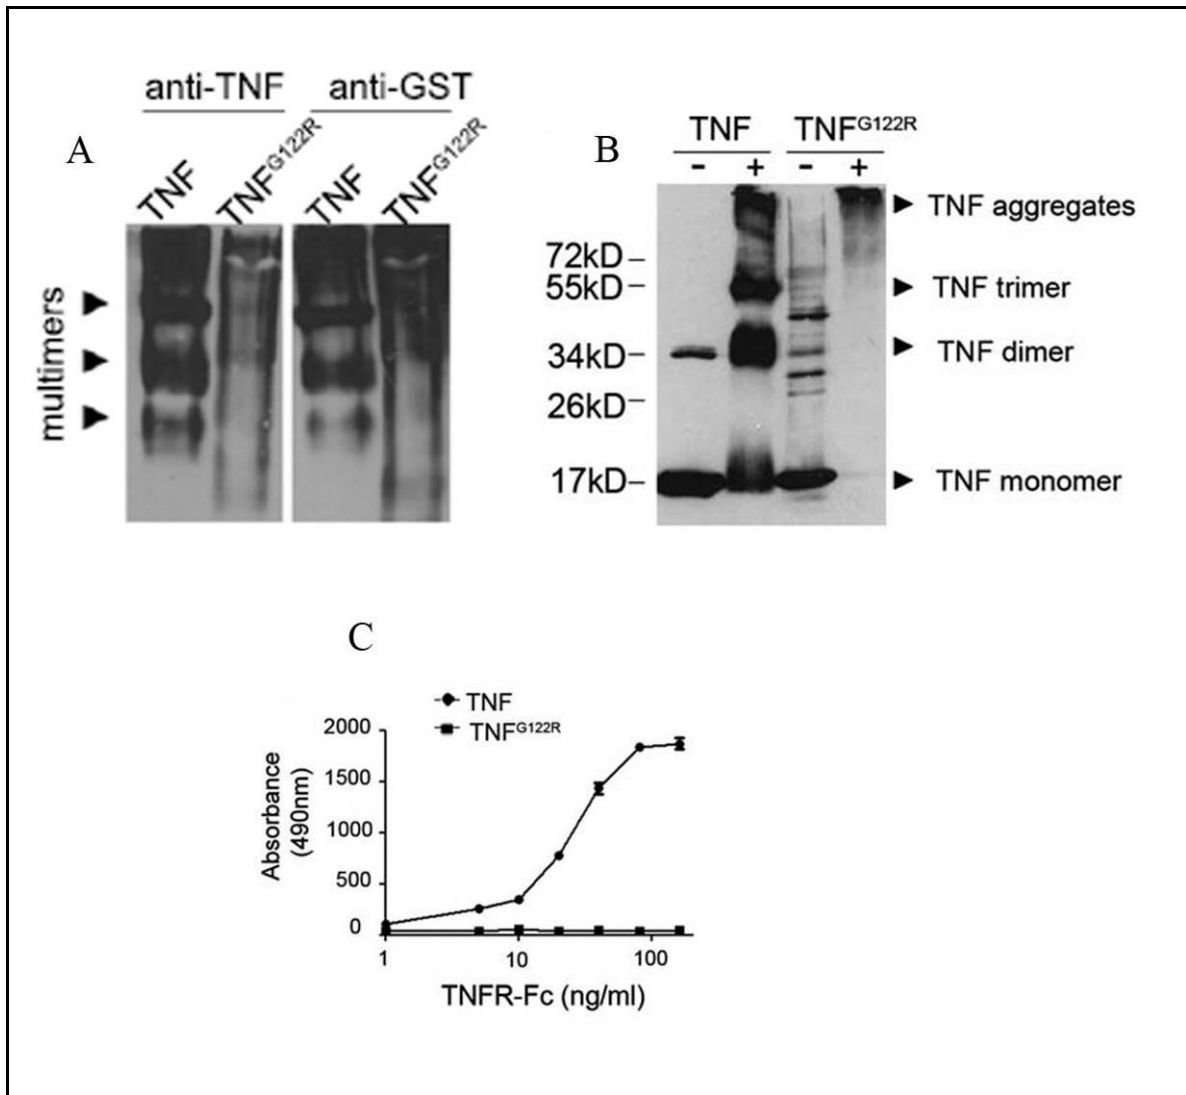 A
anti-TNF anti-GST
TNF TNFG122R TNF TNFG122R
multimers
B
TNF TNFG122R
- + - +
TNF aggregates
72kD
55kD
TNF trimer
34kD
TNF dimer
26kD
17kD
TNF monomer
C
TNF
TNFG122R
Absorbance
(490nm)
2000
1500
1000
500
0
1 10 100
TNFR-Fc (ng/ml)